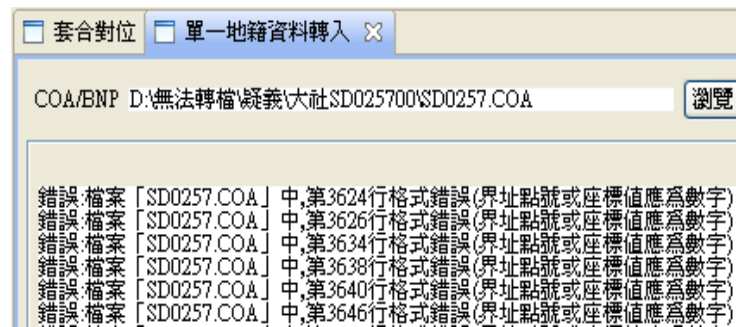 套合對位 單一地籍資料轉入
COA/BNP D:\無法轉檔\疑義\大社SD025700\SD0257.COA 瀏覽
錯誤:檔案「SD0257.COA」中,第3624行格式錯誤(界址點號或座標值應為數字)
錯誤:檔案「SD0257.COA」中,第3626行格式錯誤(界址點號或座標值應為數字)
錯誤:檔案「SD0257.COA」中,第3634行格式錯誤(界址點號或座標值應為數字)
錯誤:檔案「SD0257.COA」中,第3638行格式錯誤(界址點號或座標值應為數字)
錯誤:檔案「SD0257.COA」中,第3640行格式錯誤(界址點號或座標值應為數字)
錯誤:檔案「SD0257.COA」中,第3646行格式錯誤(界址點號或座標值應為數字)